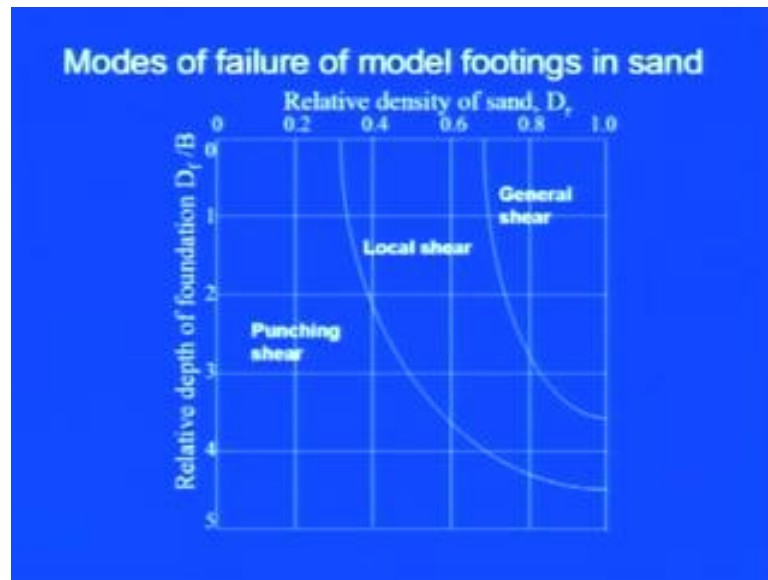 Modes of failure of model footings in sand
Relative density of sand, Dr
0 0.2 0.4 0.6 0.8 1.0
Relative depth of foundation Df/B
0
1
2
3
4
5
General
shear
Local shear
Punching
shear